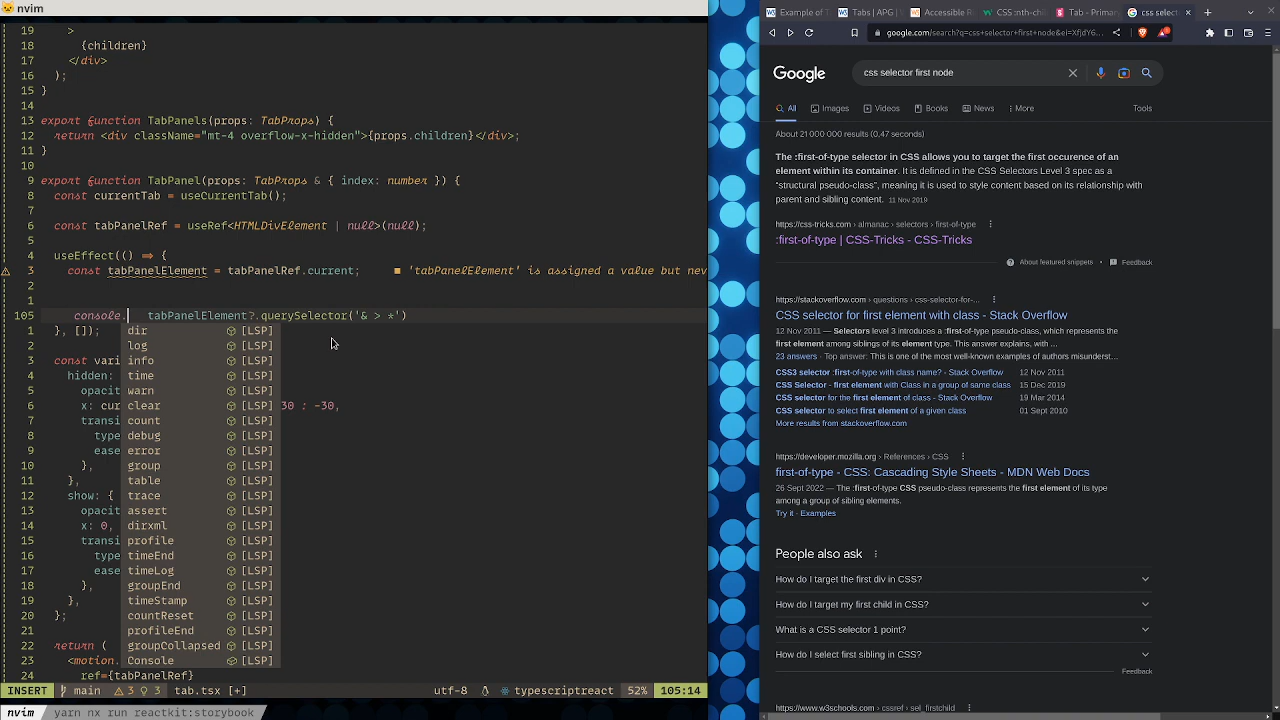 nvim
19 >
18 {children}
17 </div>
16 );
15 }
14
13 export function TabPanels(props: TabProps) {
12 return <div className="mt-4 overflow-x-hidden">{props.children}</div>;
11 }
10
9 export function TabPanel(props: TabProps & { index: number }) {
8 const currentTab = useCurrentTab();
7
6 const tabPanelRef = useRef<HTMLDivElement | null>(null);
5
4 useEffect(() => {
3 const tabPanelElement = tabPanelRef.current; ■ 'tabPanelElement' is assigned a value but nev
2
1
105 console. tabPanelElement?.querySelector('& > *')
1 }, []);
2
3 const vari
4 hidden:
5 opacit
6 x: cur 30 : -30,
7 transi
8 type
9 ease
10 },
11 },
12 show: {
13 opacit
14 x: 0,
15 transi
16 type
17 ease
18 },
19 },
20 };
21
22 return (
23 <motion.
24 ref={tabPanelRef}
dir [LSP]
log [LSP]
info [LSP]
time [LSP]
warn [LSP]
clear [LSP]
count [LSP]
debug [LSP]
error [LSP]
group [LSP]
table [LSP]
trace [LSP]
assert [LSP]
dirxml [LSP]
profile [LSP]
timeEnd [LSP]
timeLog [LSP]
groupEnd [LSP]
timeStamp [LSP]
countReset [LSP]
profileEnd [LSP]
groupCollapsed [LSP]
Console [LSP]
INSERT main 3 3 tab.tsx [+] utf-8 typescriptreact 52% 105:14
nvim yarn nx run reactkit:storybook
Example of T Tabs | APG | Accessible R CSS :nth-ch Tab - Primar css select
google.com/search?q=css+selector+first+node&ei=XfjdY6...
Google css selector first node
All Images Videos Books News More Tools
About 21 000 000 results (0,47 seconds)
The :first-of-type selector in CSS allows you to target the first occurence of an
element within its container. It is defined in the CSS Selectors Level 3 spec as a
"structural pseudo-class", meaning it is used to style content based on its relationship with
parent and sibling content. 11 Nov 2019
https://css-tricks.com › almanac › selectors › first-of-type
:first-of-type | CSS-Tricks - CSS-Tricks
About featured snippets • Feedback
https://stackoverflow.com › questions › css-selector-for-...
CSS selector for first element with class - Stack Overflow
12 Nov 2011 — Selectors level 3 introduces a :first-of-type pseudo-class, which represents the
first element among siblings of its element type. This answer explains, with ...
23 answers · Top answer: This is one of the most well-known examples of authors misunderst...
CSS3 selector :first-of-type with class name? - Stack Overflow 12 Nov 2011
CSS Selector - first element with Class in a group of same class 15 Dec 2019
CSS selector for the first element of class - Stack Overflow 19 Mar 2014
CSS selector to select first element of a given class 01 Sept 2010
More results from stackoverflow.com
https://developer.mozilla.org › References › CSS
first-of-type - CSS: Cascading Style Sheets - MDN Web Docs
26 Sept 2022 — The :first-of-type CSS pseudo-class represents the first element of its type
among a group of sibling elements.
Try it · Examples
People also ask
How do I target the first div in CSS?
How do I target my first child in CSS?
What is a CSS selector 1 point?
How do I select first sibling in CSS?
Feedback
https://www.w3schools.com › cssref › sel_firstchild